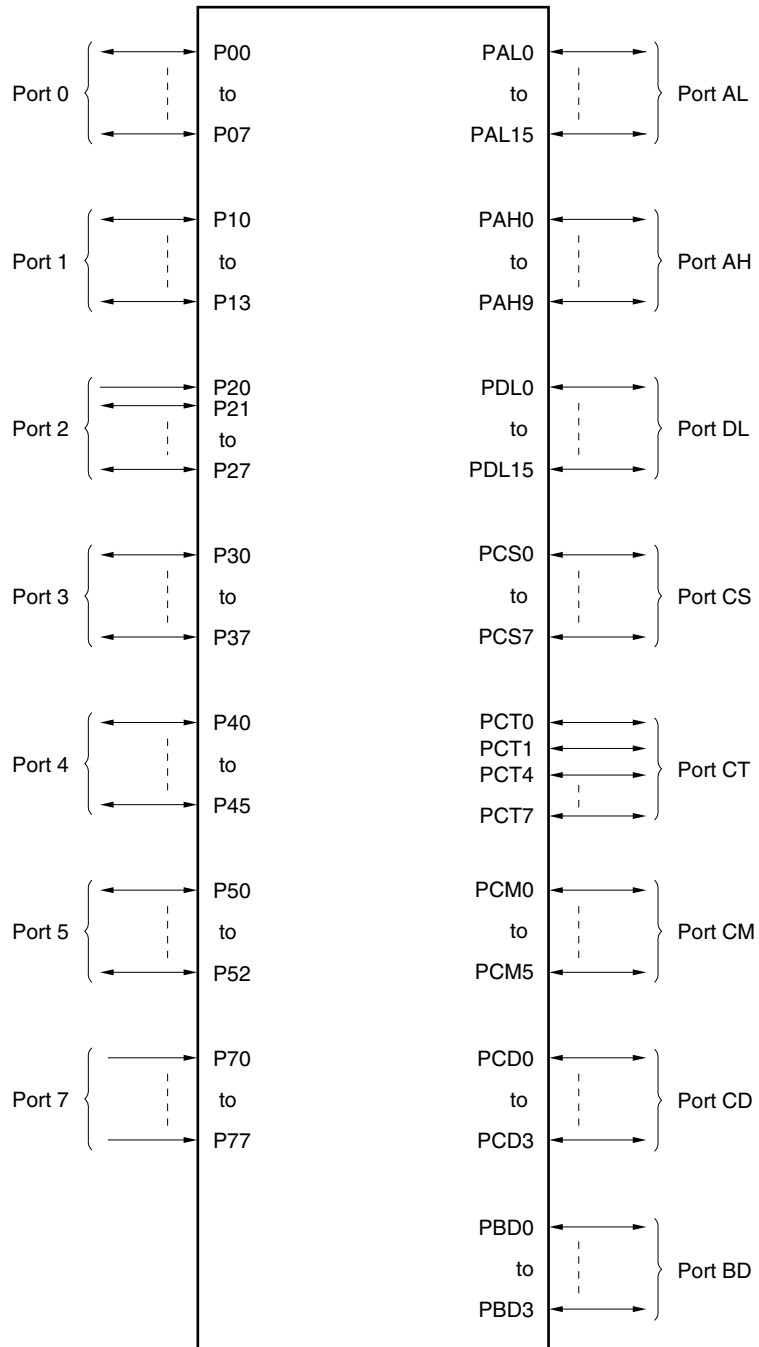 P00 PAL0
Port 0 to to Port AL
P07 PAL15
P10 PAH0
Port 1 to to Port AH
P13 PAH9
P20 PDL0
P21
Port 2 to to Port DL
P27 PDL15
P30 PCS0
Port 3 to to Port CS
P37 PCS7
P40 PCT0
PCT1
Port 4 to Port CT
PCT4
P45 PCT7
P50 PCM0
Port 5 to to Port CM
P52 PCM5
P70 PCD0
Port 7 to to Port CD
P77 PCD3
PBD0
to Port BD
PBD3